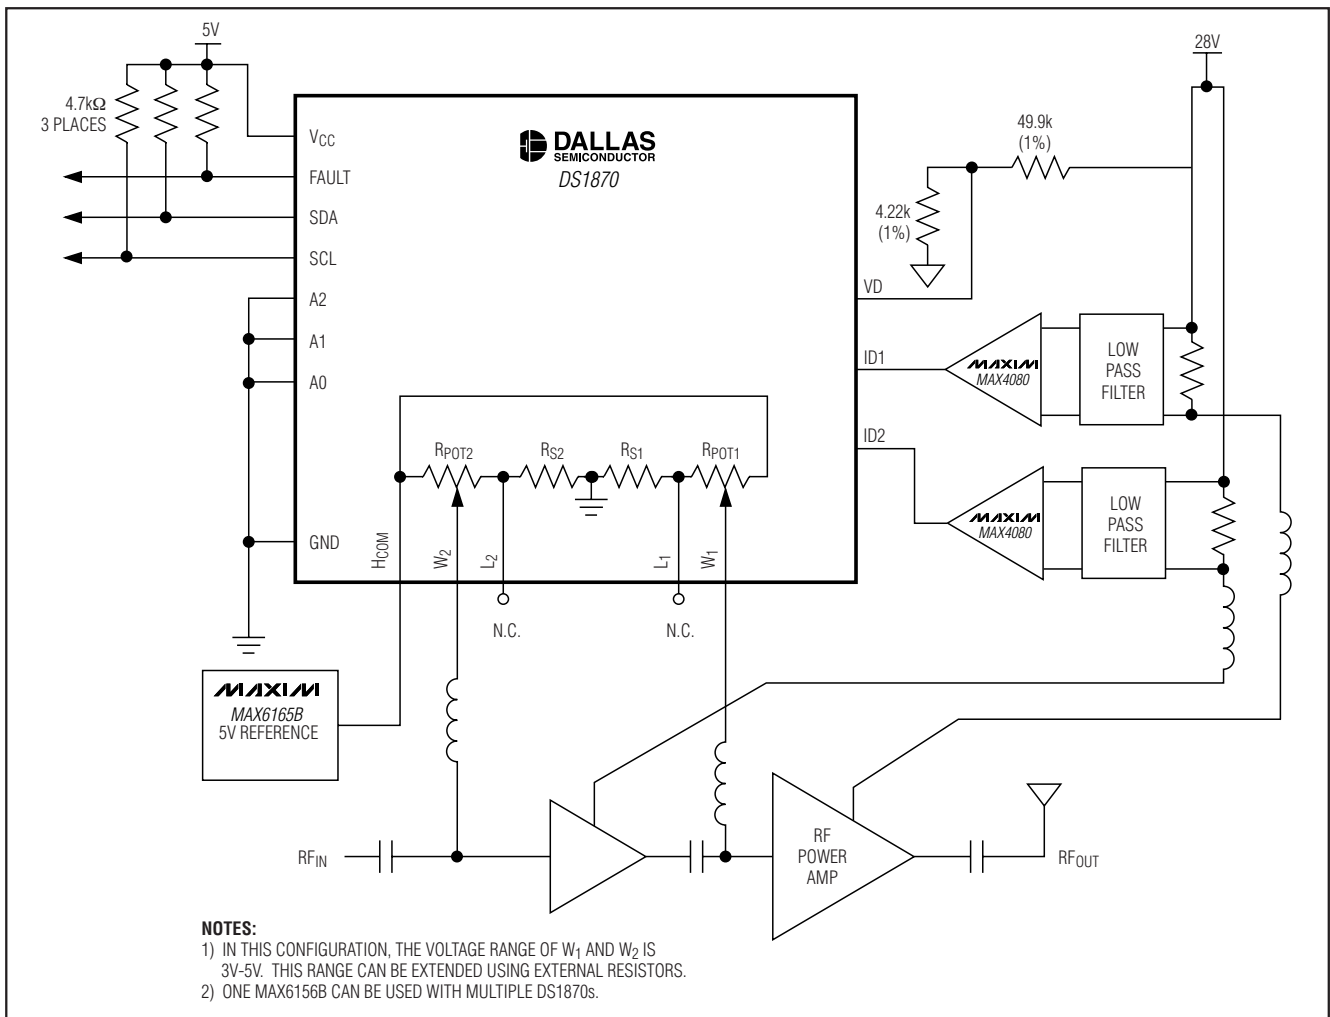 5V
28V
4.7kΩ
3 PLACES
49.9k
(1%)
VCC
DALLAS
SEMICONDUCTOR
DS1870
FAULT
4.22k
(1%)
SDA
SCL
VD
A2
A1
A0
ID1
MAXIM
MAX4080
LOW
PASS
FILTER
RPOT2
RS2
RS1
RPOT1
ID2
MAXIM
MAX4080
LOW
PASS
FILTER
GND
HCOM
W2
L2
L1
W1
N.C.
N.C.
MAXIM
MAX6165B
5V REFERENCE
RFIN
RF
POWER
AMP
RFOUT
NOTES:
1) IN THIS CONFIGURATION, THE VOLTAGE RANGE OF W1 AND W2 IS
3V-5V. THIS RANGE CAN BE EXTENDED USING EXTERNAL RESISTORS.
2) ONE MAX6156B CAN BE USED WITH MULTIPLE DS1870s.